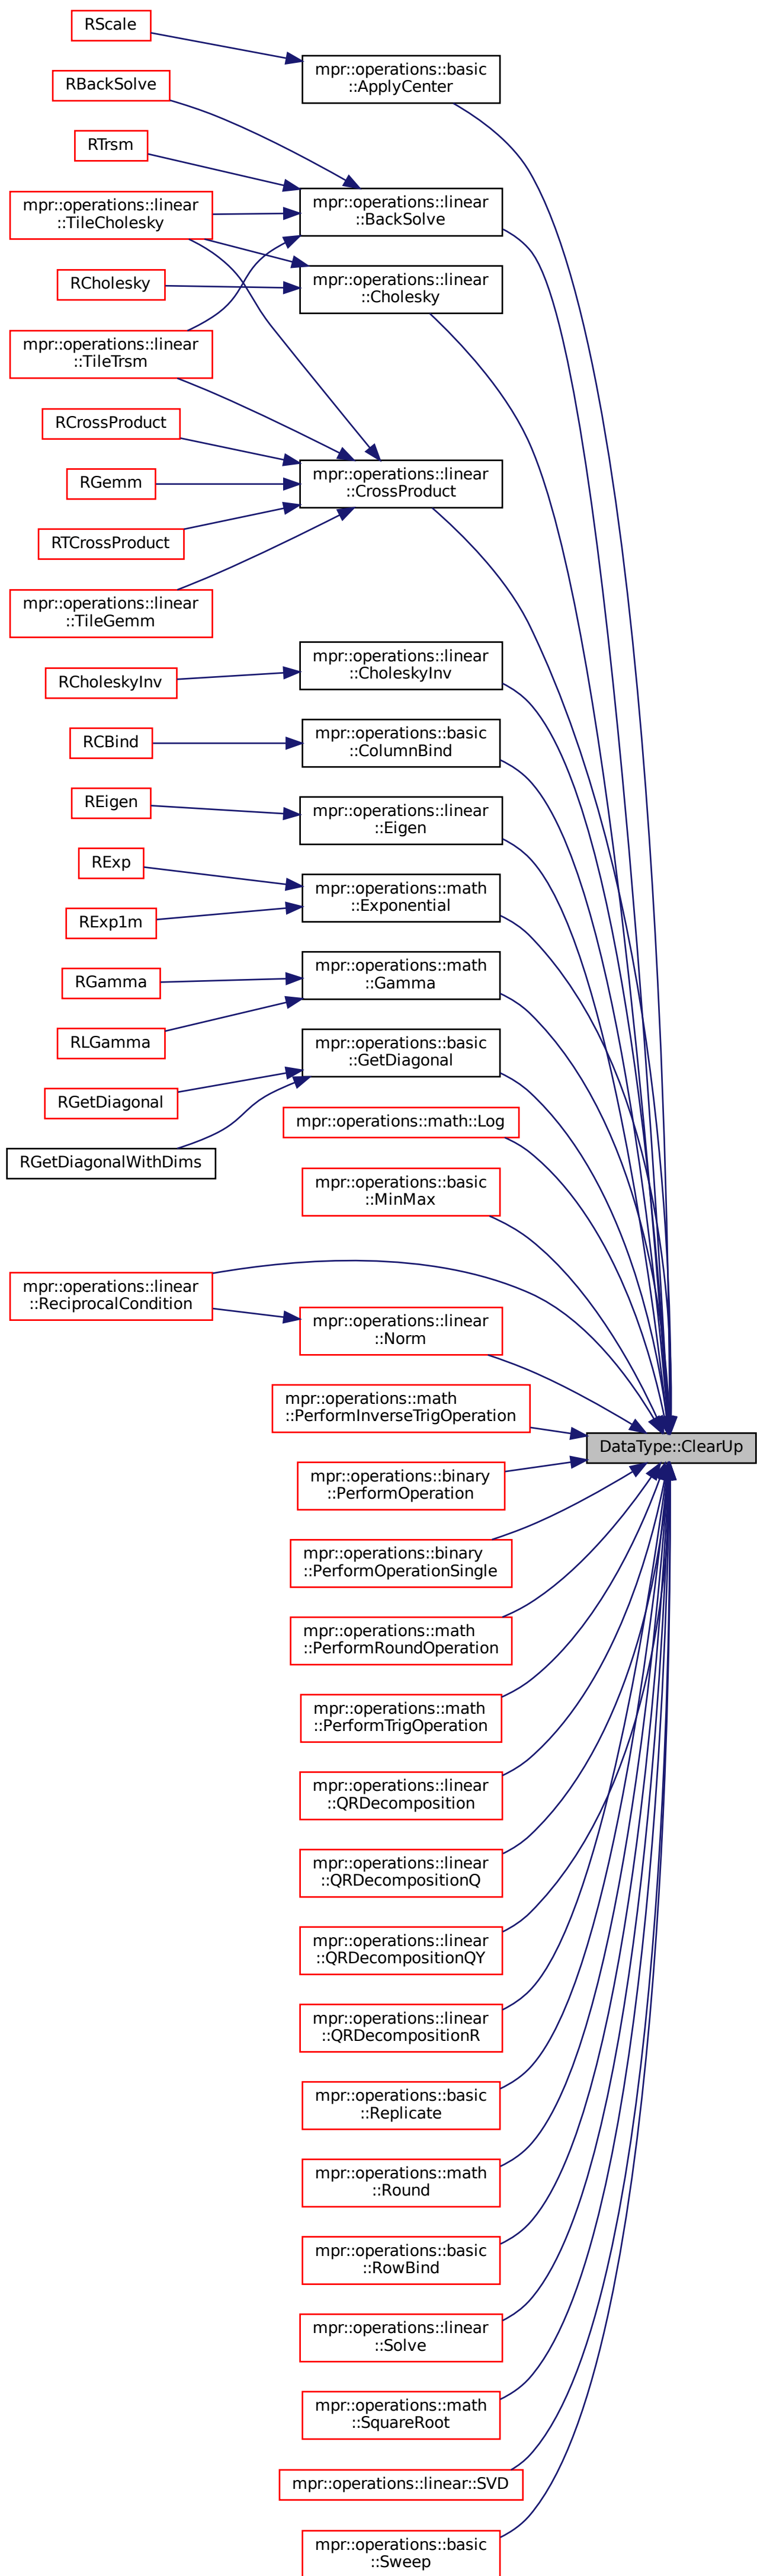 RScale
mpr::operations::basic
::ApplyCenter
RBackSolve
RTrsm
mpr::operations::linear
::TileCholesky
mpr::operations::linear
::BackSolve
RCholesky
mpr::operations::linear
::Cholesky
mpr::operations::linear
::TileTrsm
RCrossProduct
RGemm
mpr::operations::linear
::CrossProduct
RTCrossProduct
mpr::operations::linear
::TileGemm
RCholeskyInv
mpr::operations::linear
::CholeskyInv
RCBind
mpr::operations::basic
::ColumnBind
REigen
mpr::operations::linear
::Eigen
RExp
mpr::operations::math
::Exponential
RExp1m
RGamma
mpr::operations::math
::Gamma
RLGamma
mpr::operations::basic
::GetDiagonal
RGetDiagonal
mpr::operations::math::Log
RGetDiagonalWithDims
mpr::operations::basic
::MinMax
mpr::operations::linear
::ReciprocalCondition
mpr::operations::linear
::Norm
mpr::operations::math
::PerformInverseTrigOperation
DataType::ClearUp
mpr::operations::binary
::PerformOperation
mpr::operations::binary
::PerformOperationSingle
mpr::operations::math
::PerformRoundOperation
mpr::operations::math
::PerformTrigOperation
mpr::operations::linear
::QRDecomposition
mpr::operations::linear
::QRDecompositionQ
mpr::operations::linear
::QRDecompositionQY
mpr::operations::linear
::QRDecompositionR
mpr::operations::basic
::Replicate
mpr::operations::math
::Round
mpr::operations::basic
::RowBind
mpr::operations::linear
::Solve
mpr::operations::math
::SquareRoot
mpr::operations::linear::SVD
mpr::operations::basic
::Sweep